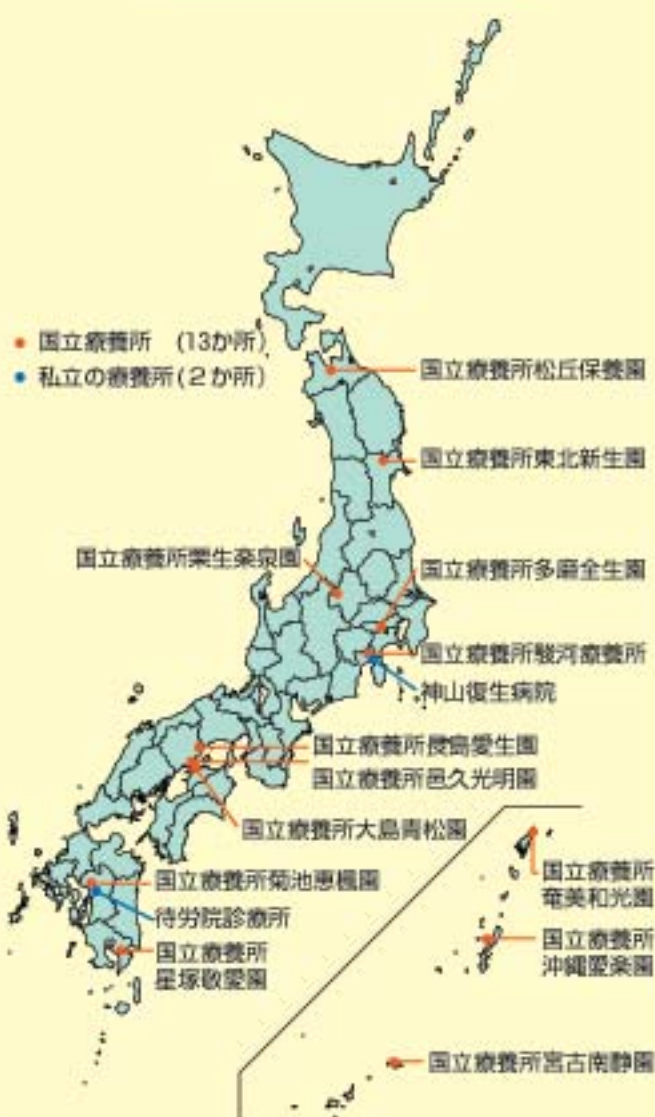 国立療養所 (13か所)
私立の療養所(2か所)
国立療養所松丘保養園
国立療養所東北新生園
国立療養所栗生楽泉園
国立療養所多磨全生園
国立療養所駿河療養所
神山復生病院
国立療養所長島愛生園
国立療養所邑久光明園
国立療養所大島青松園
国立療養所菊池恵楓園
待労院診療所
国立療養所
星塚敬愛園
国立療養所
奄美和光園
国立療養所
沖縄愛楽園
国立療養所宮古南静園